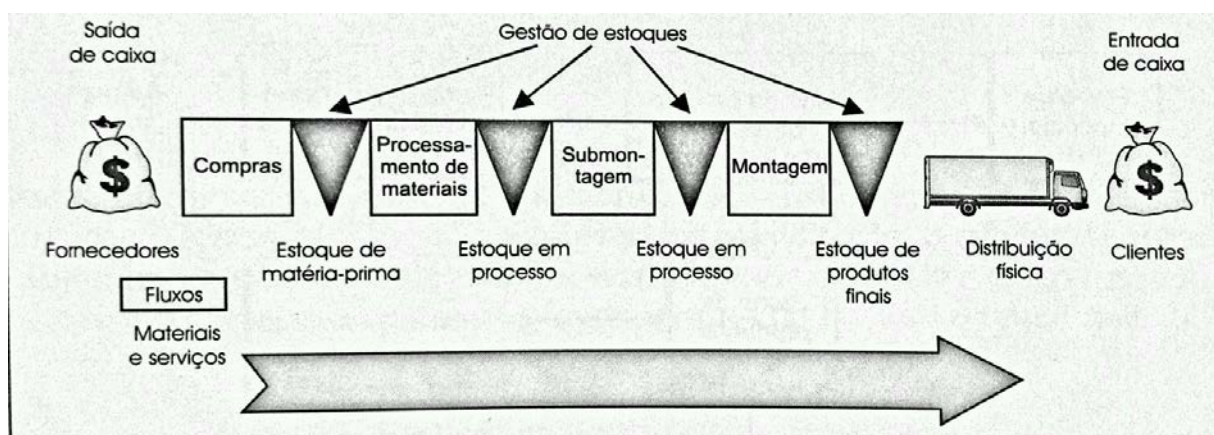 Saída
de caixa
Gestão de estoques
Entrada
de caixa
$
Compras
Processa-
mento de
materiais
Submon-
tagem
Montagem
$
Fornecedores
Estoque de
matéria-prima
Estoque em
processo
Estoque em
processo
Estoque de
produtos
finais
Distribuição
física
Clientes
Fluxos
Materiais
e serviços